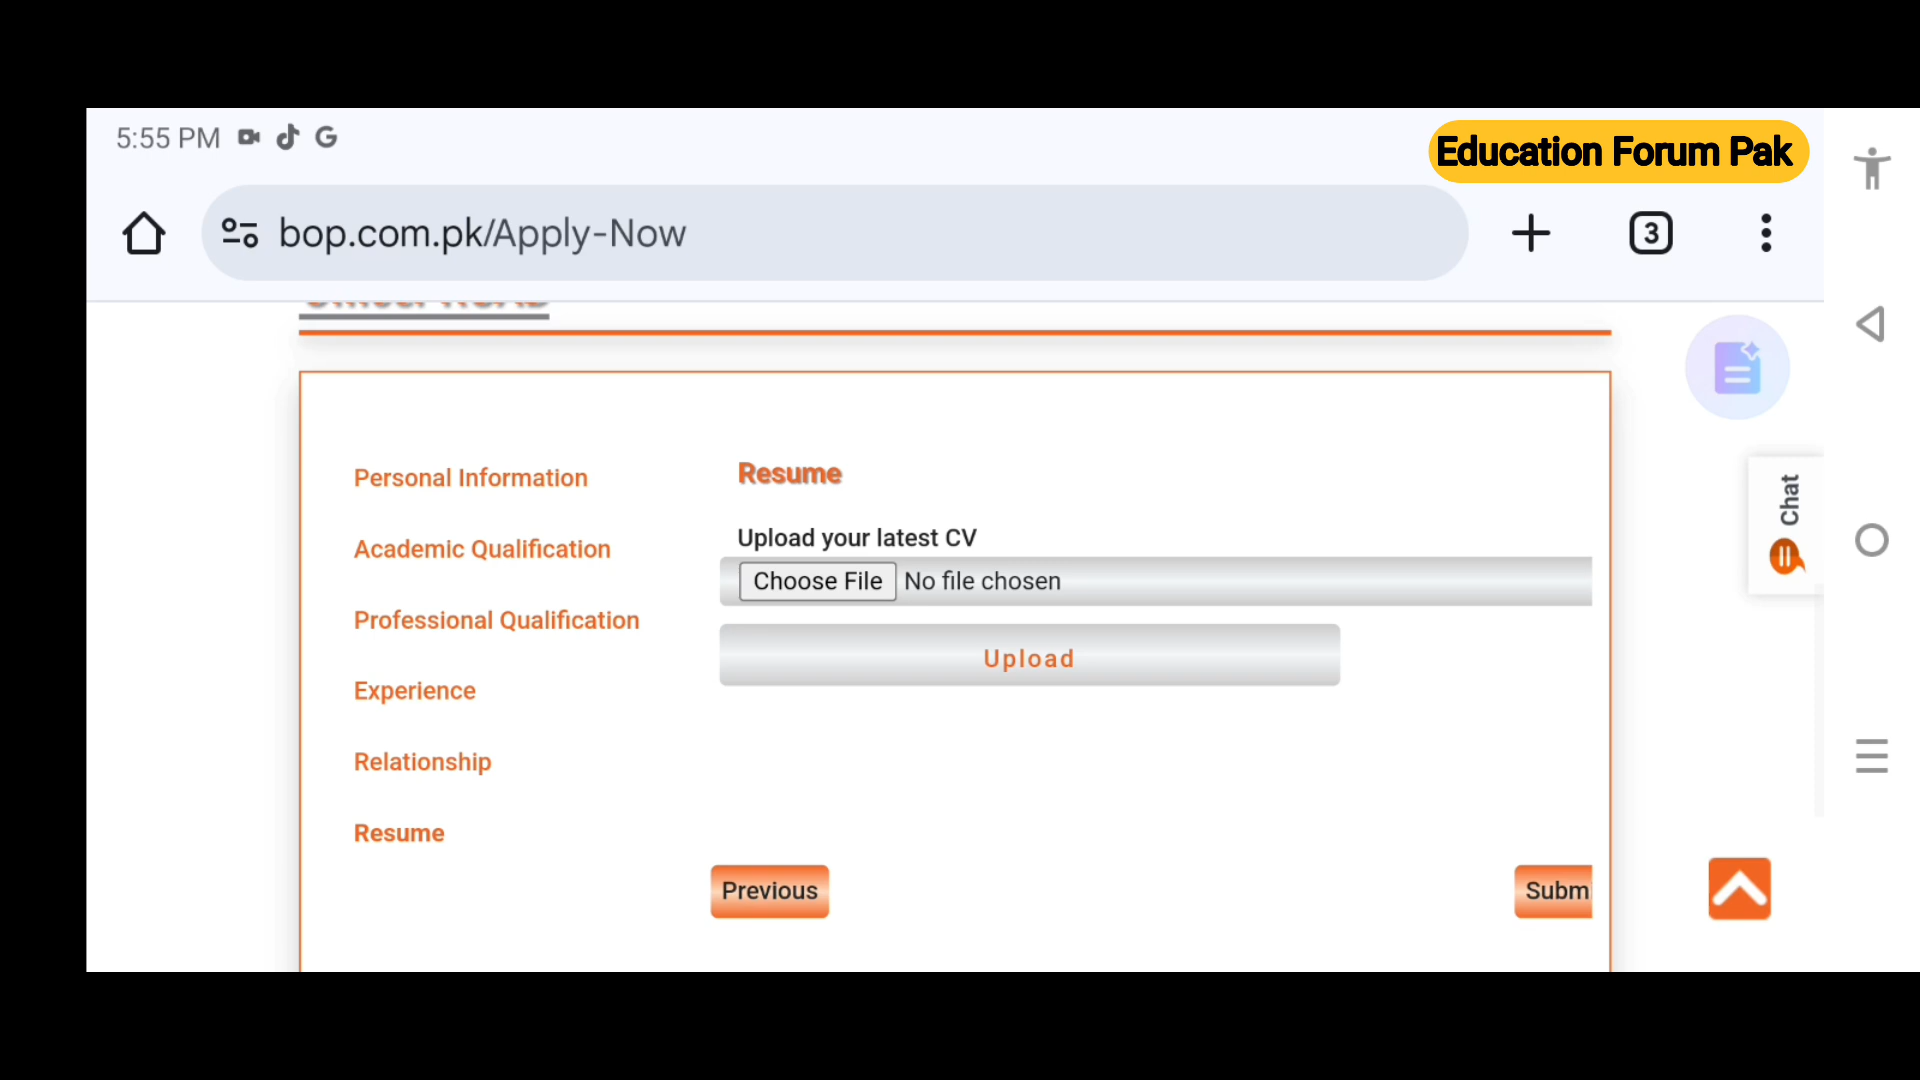 5:55 PM
Education Forum Pak
bop.com.pk/Apply-Now
3
Personal Information
Academic Qualification
Professional Qualification
Experience
Relationship
Resume
Resume
Upload your latest CV
Choose File No file chosen
Upload
Previous
Subm
Chat